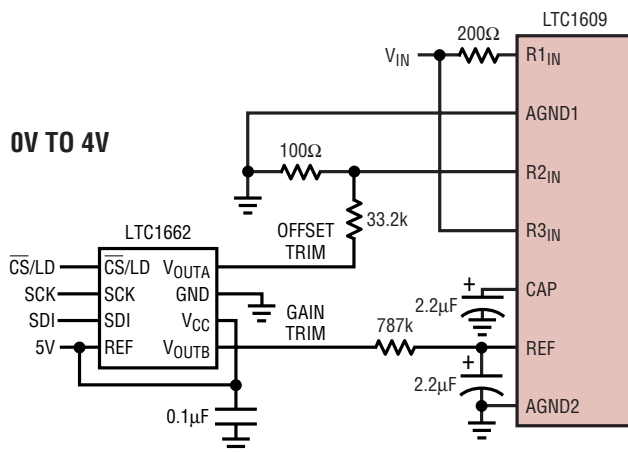 LTC1609
200Ω
V_IN
R1_IN
AGND1
0V TO 4V
100Ω
R2_IN
33.2k
LTC1662
OFFSET
TRIM
R3_IN
C̅S̅/LD
C̅S̅/LD
V_OUTA
SCK
SCK
GND
CAP
+
2.2µF
SDI
SDI
V_CC
GAIN
TRIM
787k
5V
REF
V_OUTB
REF
+
2.2µF
AGND2
0.1µF